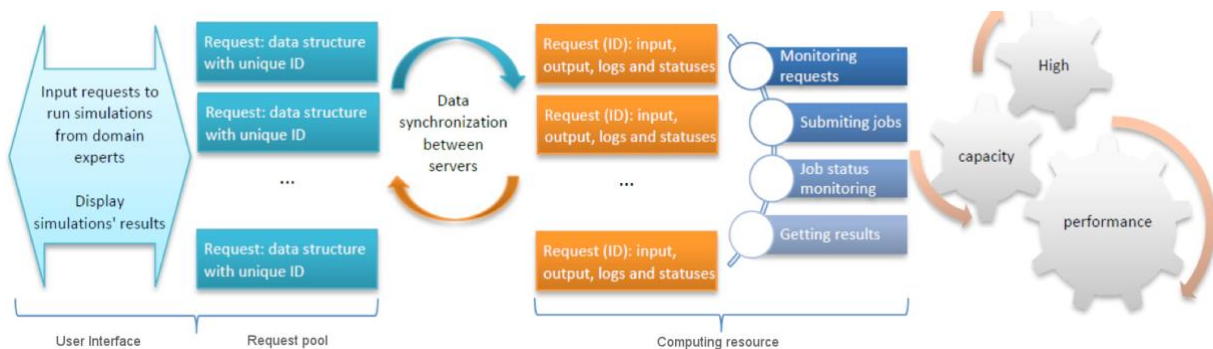 Input requests to
run simulations
from domain
experts
Display
simulations' results
Request: data structure
with unique ID
Request: data structure
with unique ID
...
Request: data structure
with unique ID
Data
synchronization
between
servers
Request (ID): input,
output, logs and statuses
Request (ID): input,
output, logs and statuses
...
Request (ID): input,
output, logs and statuses
Monitoring
requests
Submiting jobs
Job status
monitoring
Getting results
High
capacity
performance
User Interface
Request pool
Computing resource